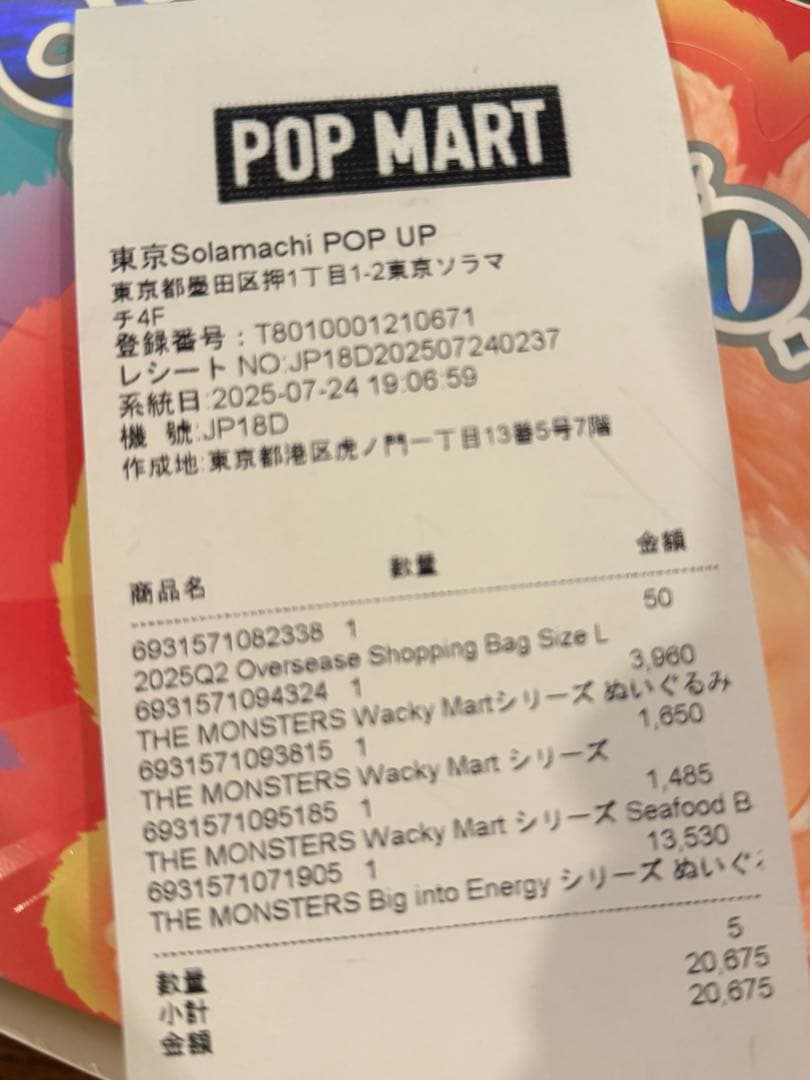 POP MART
東京Solamachi POP UP
東京都墨田区押1丁目1-2東京ソラマ
チ4F
登録番号：T8010001210671
レシート NO:JP18D202507240237
系統日:2025-07-24 19:06:59
機 號:JP18D
作成地:東京都港区虎ノ門一丁目13番5号7階
商品名 數量 金額
6931571082338 1 50
2025Q2 Oversease Shopping Bag Size L
6931571094324 1 3,960
THE MONSTERS Wacky Martシリーズ ぬいぐるみ
6931571093815 1 1,650
THE MONSTERS Wacky Mart シリーズ
6931571095185 1 1,485
THE MONSTERS Wacky Mart シリーズ Seafood B
6931571071905 1 13,530
THE MONSTERS Big into Energy シリーズ ぬいぐ
數量 5
小計 20,675
金額 20,675